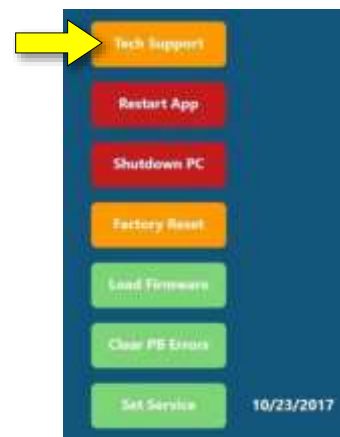 Tech Support
Restart App
Shutdown PC
Factory Reset
Load Firmware
Clear PB Errors
Set Service 10/23/2017